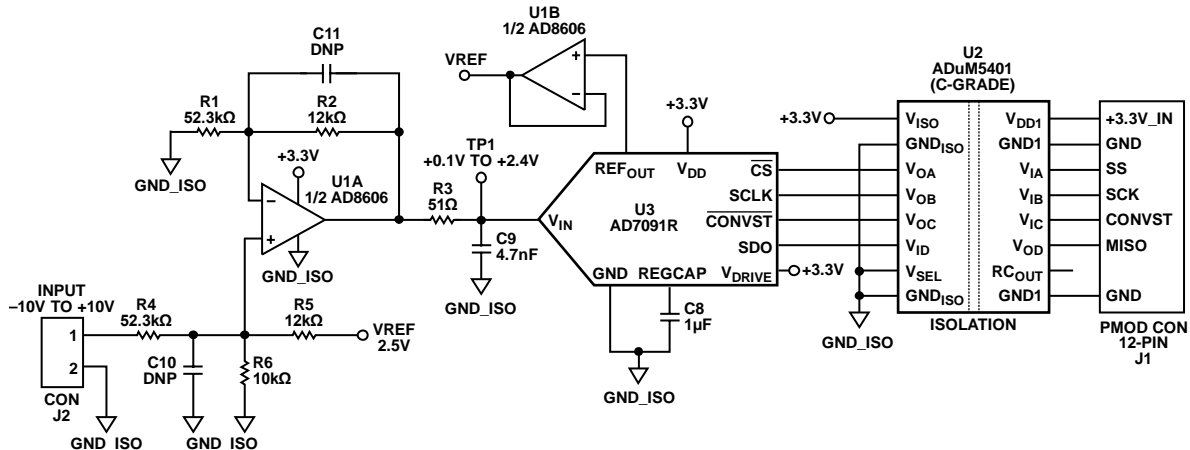 C11
DNP
R1
52.3kΩ
R2
12kΩ
GND_ISO
+3.3V
U1A
1/2 AD8606
–
+
GND_ISO
R3
51Ω
TP1
+0.1V TO +2.4V
C9
4.7nF
GND_ISO
INPUT
–10V TO +10V
1
2
CON
J2
GND_ISO
R4
52.3kΩ
C10
DNP
GND_ISO
R6
10kΩ
GND_ISO
R5
12kΩ
VREF
2.5V
U1B
1/2 AD8606
VREF
+
–
+3.3V
REFOUT
VDD
CS
SCLK
VIN
U3
AD7091R
CONVST
SDO
GND
REGCAP
VDRIVE
+3.3V
C8
1µF
GND_ISO
U2
ADuM5401
(C-GRADE)
+3.3V
VISO
VDD1
+3.3V_IN
GNDISO
GND1
GND
VOA
VIA
SS
VOB
VIB
SCK
VOC
VIC
CONVST
VID
VOD
MISO
VSEL
RCOUT
GNDISO
GND1
GND
GND_ISO
ISOLATION
PMOD CON
12-PIN
J1